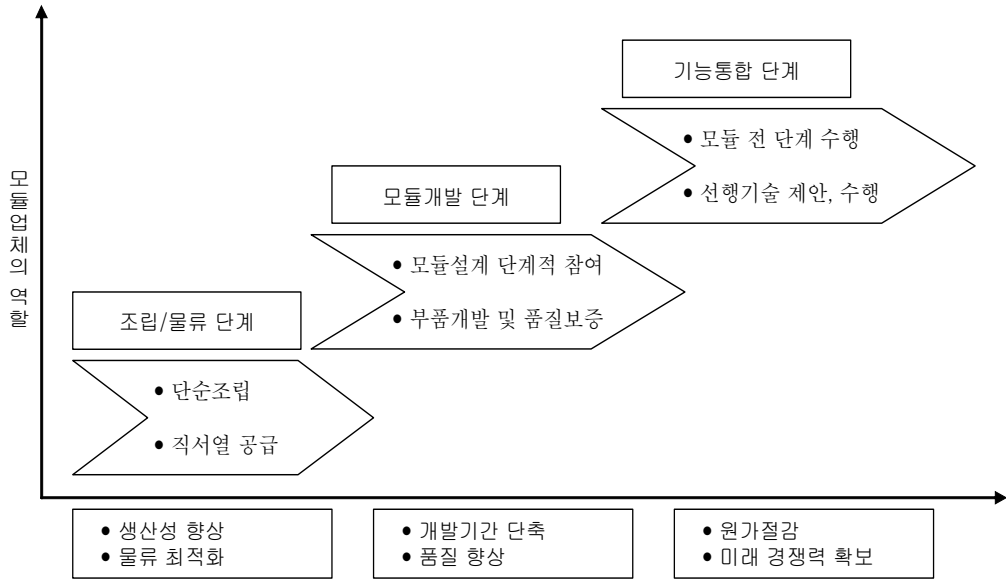 기능통합 단계
• 모듈 전 단계 수행
• 선행기술 제안, 수행
모듈개발 단계
• 모듈설계 단계적 참여
• 부품개발 및 품질보증
조립/물류 단계
• 단순조립
• 직서열 공급
모듈업체의 역할
• 생산성 향상
• 물류 최적화
• 개발기간 단축
• 품질 향상
• 원가절감
• 미래 경쟁력 확보